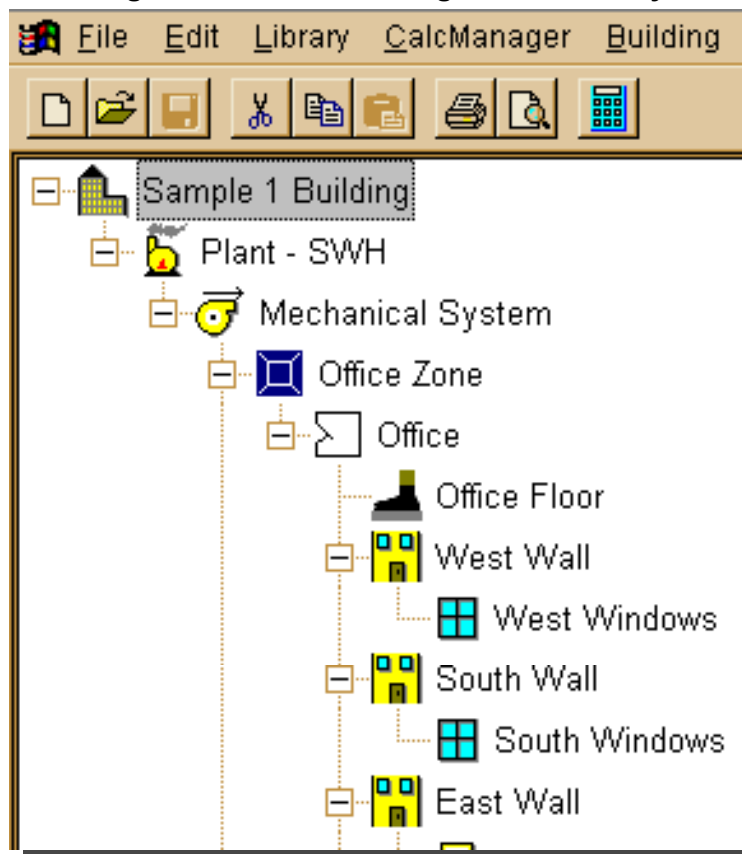 File Edit Library CalcManager Building
Sample 1 Building
Plant - SWH
Mechanical System
Office Zone
Office
Office Floor
West Wall
West Windows
South Wall
South Windows
East Wall